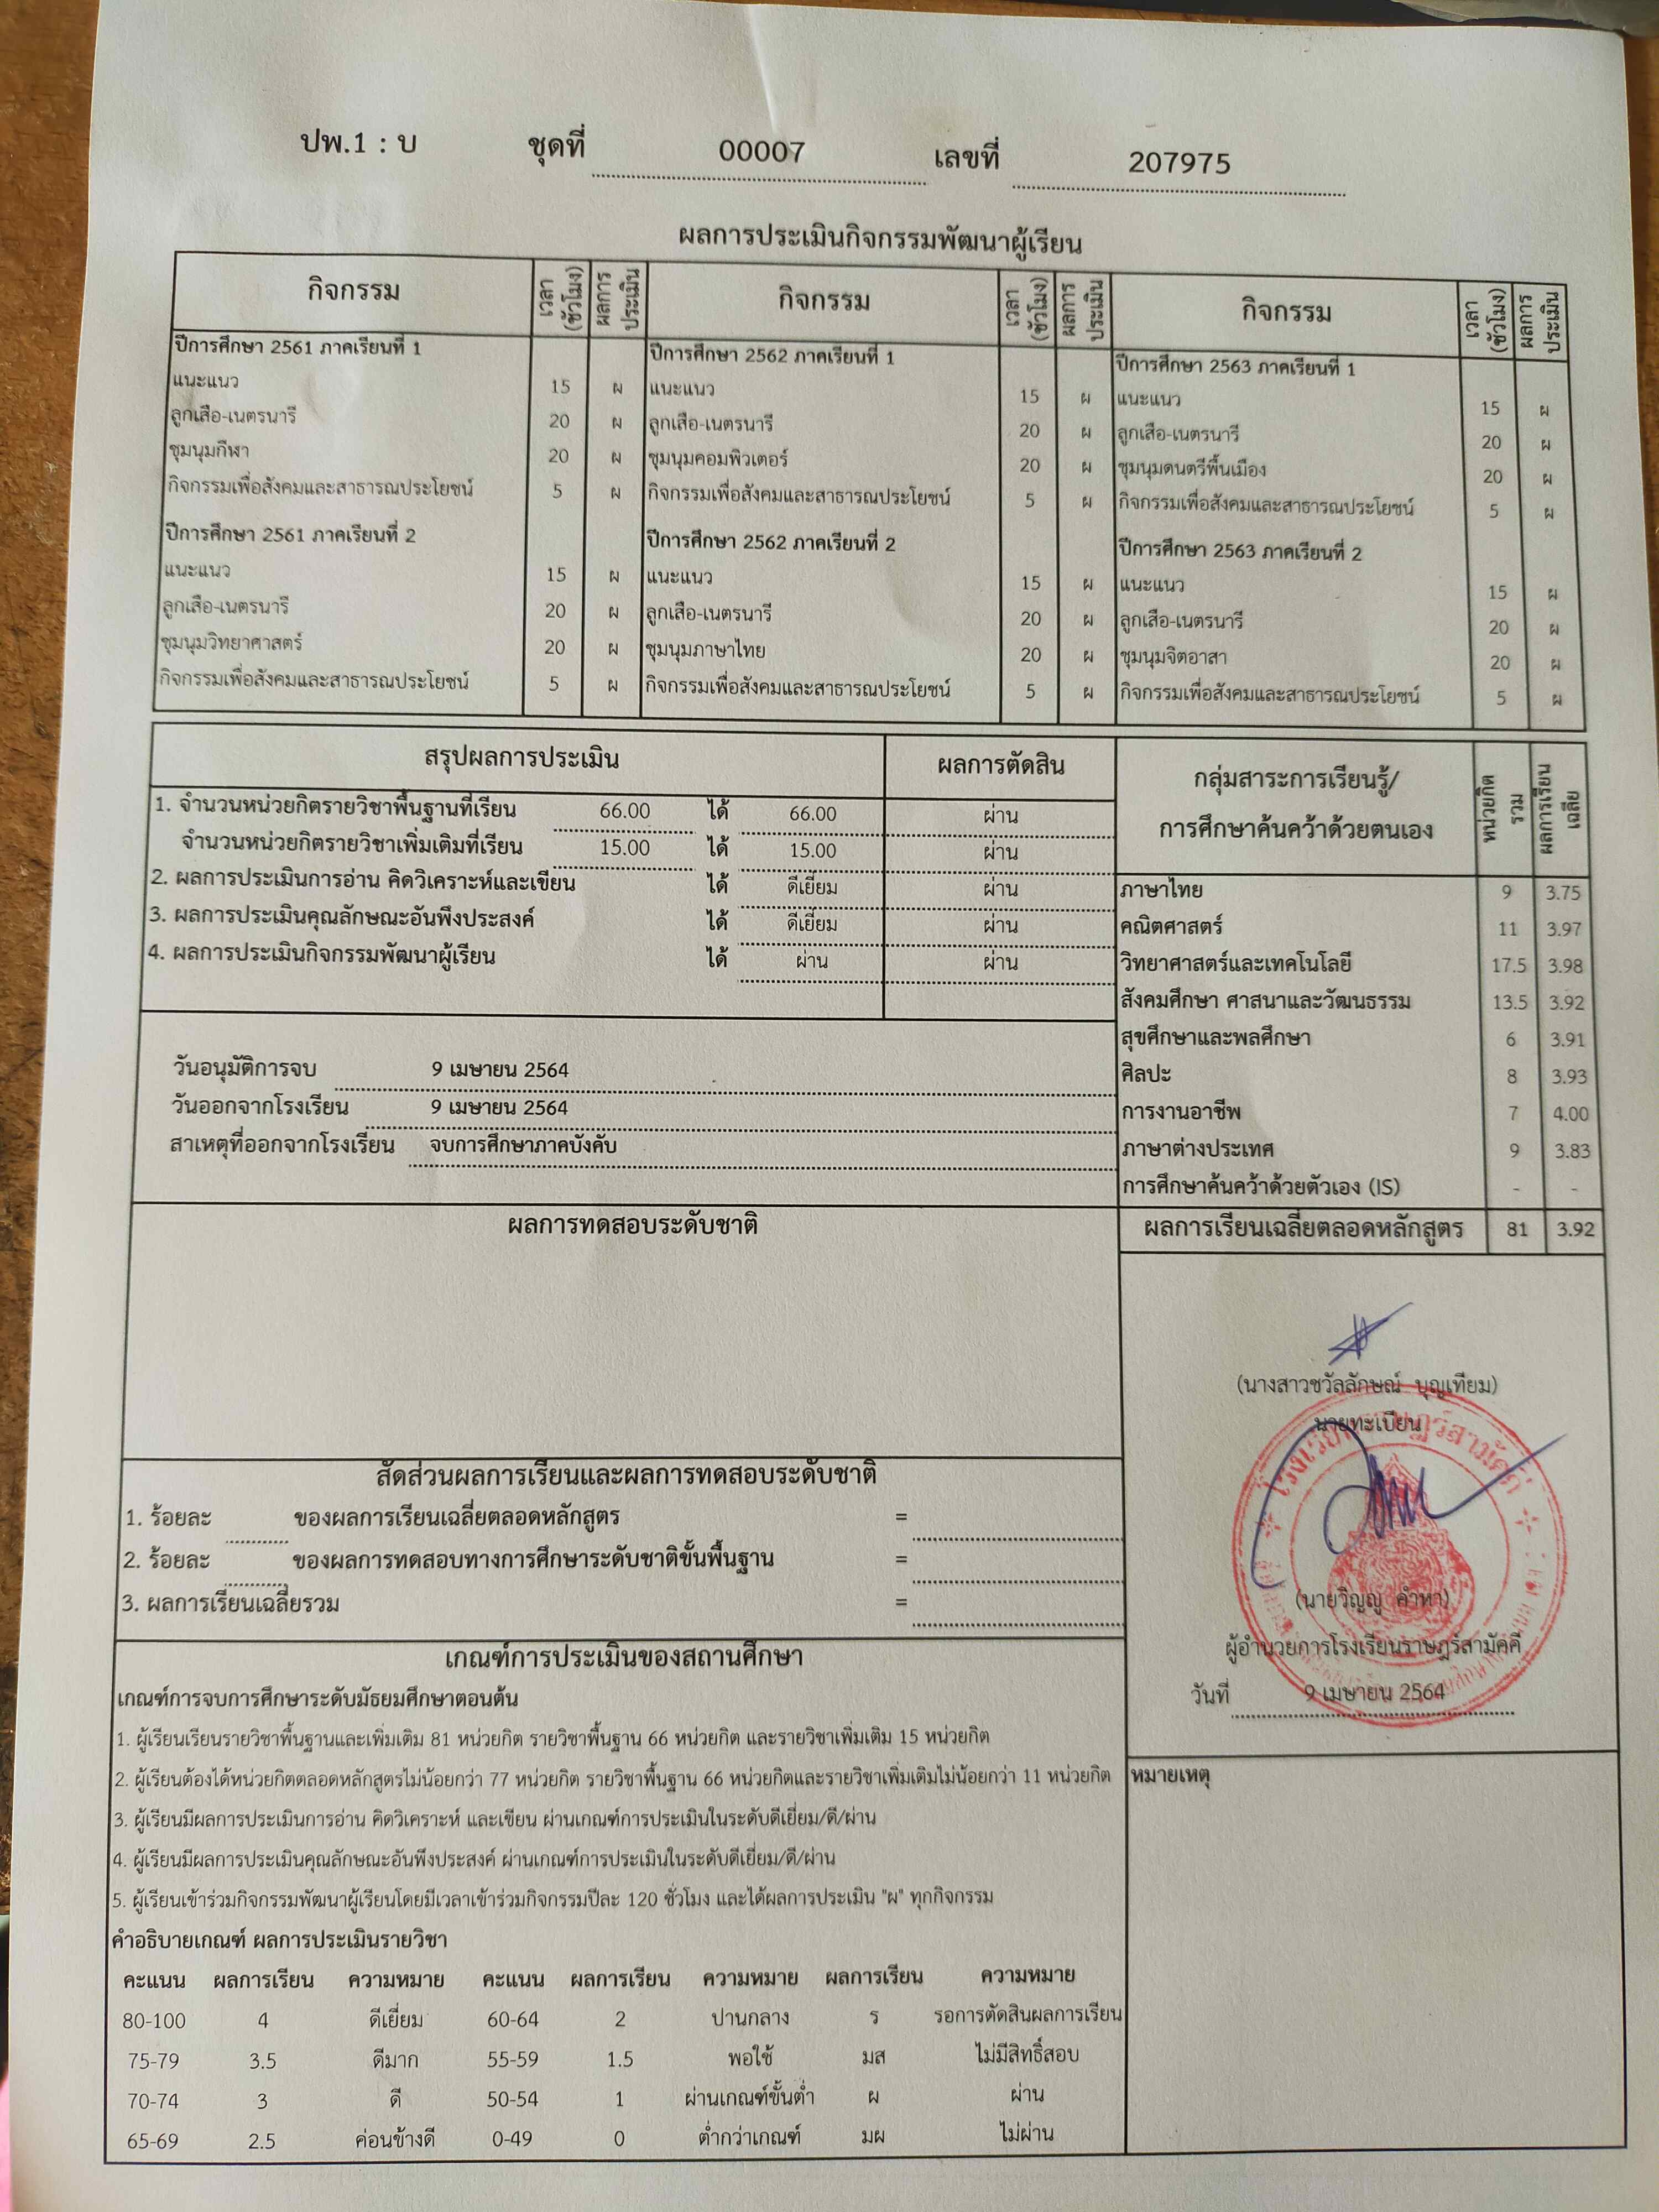 ปพ.1 : บ ชุดที่ 00007 เลขที่ 207975
ผลการประเมินกิจกรรมพัฒนาผู้เรียน
กิจกรรม เวลา (ชั่วโมง) ผลการประเมิน กิจกรรม เวลา (ชั่วโมง) ผลการประเมิน กิจกรรม เวลา (ชั่วโมง) ผลการประเมิน
ปีการศึกษา 2561 ภาคเรียนที่ 1 ปีการศึกษา 2562 ภาคเรียนที่ 1 ปีการศึกษา 2563 ภาคเรียนที่ 1
แนะแนว 15 ผ แนะแนว 15 ผ แนะแนว 15 ผ
ลูกเสือ-เนตรนารี 20 ผ ลูกเสือ-เนตรนารี 20 ผ ลูกเสือ-เนตรนารี 20 ผ
ชุมนุมกีฬา 20 ผ ชุมนุมคอมพิวเตอร์ 20 ผ ชุมนุมดนตรีพื้นเมือง 20 ผ
กิจกรรมเพื่อสังคมและสาธารณประโยชน์ 5 ผ กิจกรรมเพื่อสังคมและสาธารณประโยชน์ 5 ผ กิจกรรมเพื่อสังคมและสาธารณประโยชน์ 5 ผ
ปีการศึกษา 2561 ภาคเรียนที่ 2 ปีการศึกษา 2562 ภาคเรียนที่ 2 ปีการศึกษา 2563 ภาคเรียนที่ 2
แนะแนว 15 ผ แนะแนว 15 ผ แนะแนว 15 ผ
ลูกเสือ-เนตรนารี 20 ผ ลูกเสือ-เนตรนารี 20 ผ ลูกเสือ-เนตรนารี 20 ผ
ชุมนุมวิทยาศาสตร์ 20 ผ ชุมนุมภาษาไทย 20 ผ ชุมนุมจิตอาสา 20 ผ
กิจกรรมเพื่อสังคมและสาธารณประโยชน์ 5 ผ กิจกรรมเพื่อสังคมและสาธารณประโยชน์ 5 ผ กิจกรรมเพื่อสังคมและสาธารณประโยชน์ 5 ผ
สรุปผลการประเมิน ผลการตัดสิน
1. จำนวนหน่วยกิตรายวิชาพื้นฐานที่เรียน 66.00 ได้ 66.00 ผ่าน
จำนวนหน่วยกิตรายวิชาเพิ่มเติมที่เรียน 15.00 ได้ 15.00 ผ่าน
2. ผลการประเมินการอ่าน คิดวิเคราะห์และเขียน ได้ ดีเยี่ยม ผ่าน
3. ผลการประเมินคุณลักษณะอันพึงประสงค์ ได้ ดีเยี่ยม ผ่าน
4. ผลการประเมินกิจกรรมพัฒนาผู้เรียน ได้ ผ่าน ผ่าน
วันอนุมัติการจบ 9 เมษายน 2564
วันออกจากโรงเรียน 9 เมษายน 2564
สาเหตุที่ออกจากโรงเรียน จบการศึกษาภาคบังคับ
กลุ่มสาระการเรียนรู้/
การศึกษาค้นคว้าด้วยตนเอง หน่วยกิตรวม ผลการเรียนเฉลี่ย
ภาษาไทย 9 3.75
คณิตศาสตร์ 11 3.97
วิทยาศาสตร์และเทคโนโลยี 17.5 3.98
สังคมศึกษา ศาสนาและวัฒนธรรม 13.5 3.92
สุขศึกษาและพลศึกษา 6 3.91
ศิลปะ 8 3.93
การงานอาชีพ 7 4.00
ภาษาต่างประเทศ 9 3.83
การศึกษาค้นคว้าด้วยตัวเอง (IS) - -
ผลการเรียนเฉลี่ยตลอดหลักสูตร 81 3.92
ผลการทดสอบระดับชาติ
สัดส่วนผลการเรียนและผลการทดสอบระดับชาติ
1. ร้อยละ ของผลการเรียนเฉลี่ยตลอดหลักสูตร =
2. ร้อยละ ของผลการทดสอบทางการศึกษาระดับชาติขั้นพื้นฐาน =
3. ผลการเรียนเฉลี่ยรวม =
(นางสาวชวัลลักษณ์ บุญเทียม)
นายทะเบียน
(นายวิญญู คำหา)
ผู้อำนวยการโรงเรียนราษฎร์สามัคคี
วันที่ 9 เมษายน 2564
หมายเหตุ
เกณฑ์การประเมินของสถานศึกษา
เกณฑ์การจบการศึกษาระดับมัธยมศึกษาตอนต้น
1. ผู้เรียนเรียนรายวิชาพื้นฐานและเพิ่มเติม 81 หน่วยกิต รายวิชาพื้นฐาน 66 หน่วยกิต และรายวิชาเพิ่มเติม 15 หน่วยกิต
2. ผู้เรียนต้องได้หน่วยกิตตลอดหลักสูตรไม่น้อยกว่า 77 หน่วยกิต รายวิชาพื้นฐาน 66 หน่วยกิตและรายวิชาเพิ่มเติมไม่น้อยกว่า 11 หน่วยกิต
3. ผู้เรียนมีผลการประเมินการอ่าน คิดวิเคราะห์ และเขียน ผ่านเกณฑ์การประเมินในระดับดีเยี่ยม/ดี/ผ่าน
4. ผู้เรียนมีผลการประเมินคุณลักษณะอันพึงประสงค์ ผ่านเกณฑ์การประเมินในระดับดีเยี่ยม/ดี/ผ่าน
5. ผู้เรียนเข้าร่วมกิจกรรมพัฒนาผู้เรียนโดยมีเวลาเข้าร่วมกิจกรรมปีละ 120 ชั่วโมง และได้ผลการประเมิน "ผ" ทุกกิจกรรม
คำอธิบายเกณฑ์ ผลการประเมินรายวิชา
คะแนน ผลการเรียน ความหมาย คะแนน ผลการเรียน ความหมาย ผลการเรียน ความหมาย
80-100 4 ดีเยี่ยม 60-64 2 ปานกลาง ร รอการตัดสินผลการเรียน
75-79 3.5 ดีมาก 55-59 1.5 พอใช้ มส ไม่มีสิทธิ์สอบ
70-74 3 ดี 50-54 1 ผ่านเกณฑ์ขั้นต่ำ ผ ผ่าน
65-69 2.5 ค่อนข้างดี 0-49 0 ต่ำกว่าเกณฑ์ มผ ไม่ผ่าน